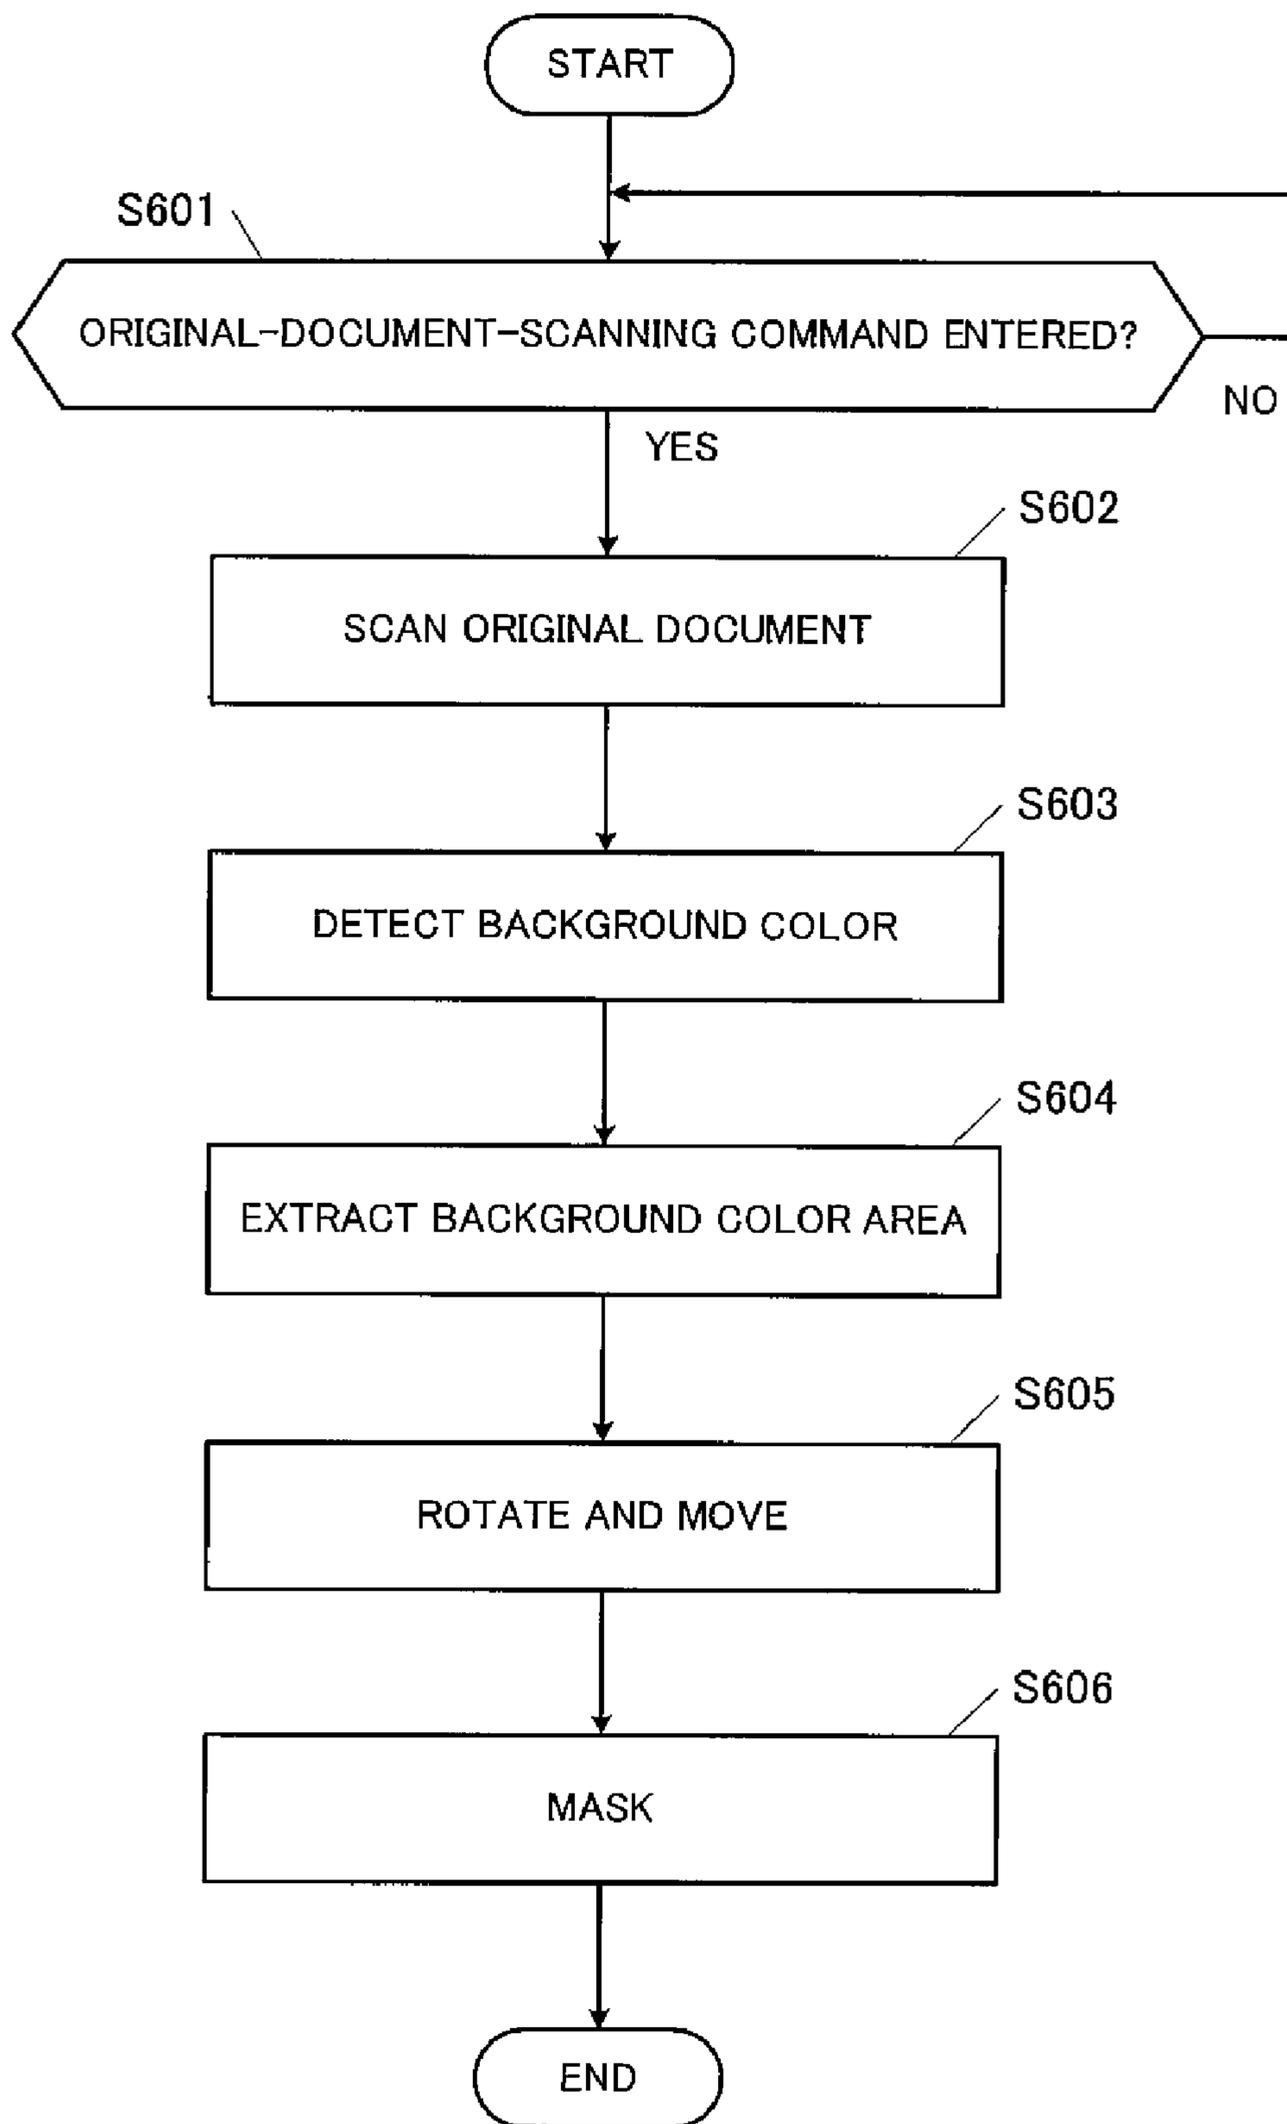 START
S601
ORIGINAL-DOCUMENT-SCANNING COMMAND ENTERED?
NO
YES
S602
SCAN ORIGINAL DOCUMENT
S603
DETECT BACKGROUND COLOR
S604
EXTRACT BACKGROUND COLOR AREA
S605
ROTATE AND MOVE
S606
MASK
END